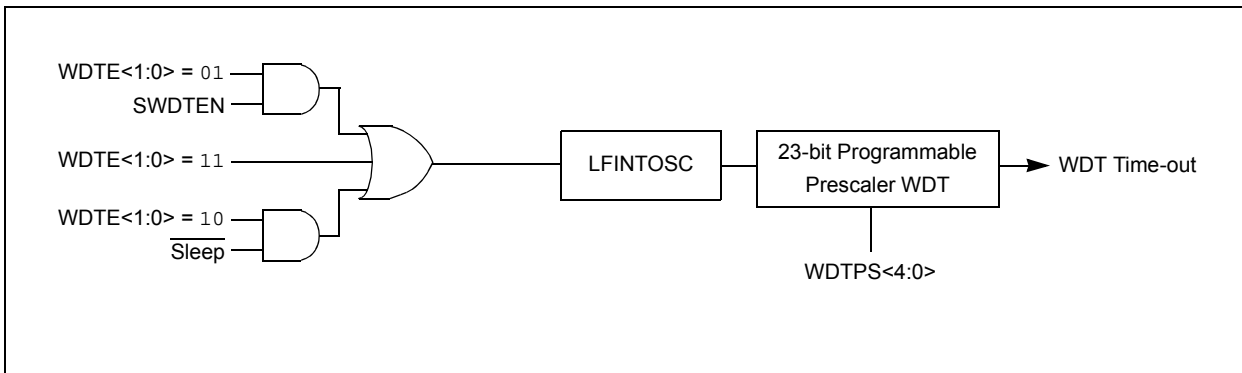 WDTE<1:0> = 01
SWDTEN
WDTE<1:0> = 11
WDTE<1:0> = 10
Sleep
LFINTOSC
23-bit Programmable
Prescaler WDT
WDT Time-out
WDTPS<4:0>